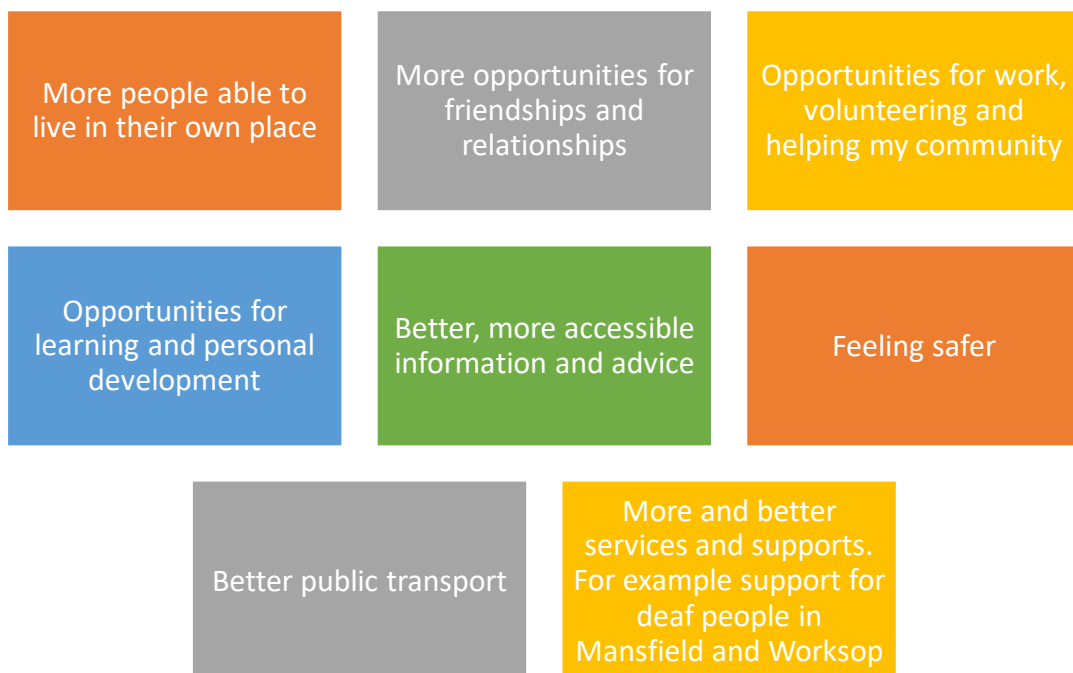 More people able to
live in their own place
More opportunities for
friendships and
relationships
Opportunities for work,
volunteering and
helping my community
Opportunities for
learning and personal
development
Better, more accessible
information and advice
Feeling safer
Better public transport
More and better
services and supports.
For example support for
deaf people in
Mansfield and Worksop